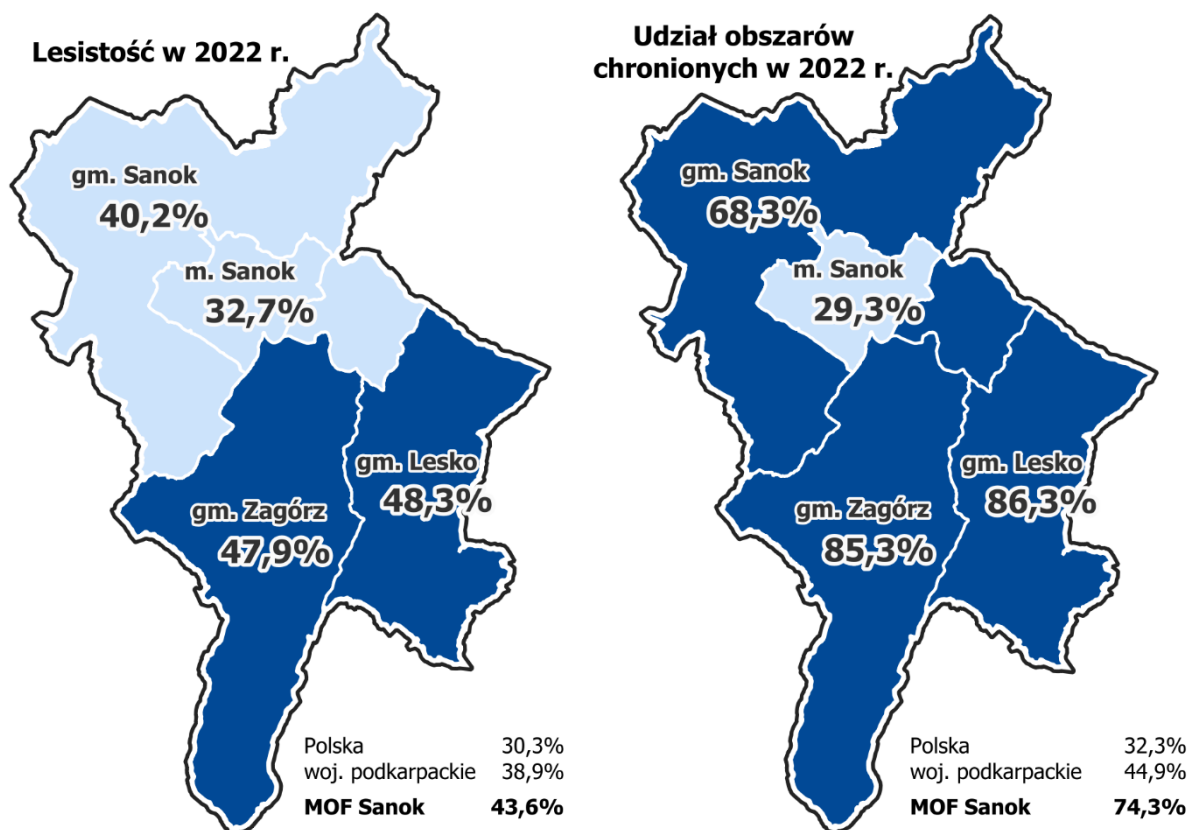 Lesistość w 2022 r.
gm. Sanok
40,2%
m. Sanok
32,7%
gm. Lesko
48,3%
gm. Zagórz
47,9%
Polska 30,3%
woj. podkarpackie 38,9%
MOF Sanok 43,6%
Udział obszarów
chronionych w 2022 r.
gm. Sanok
68,3%
m. Sanok
29,3%
gm. Lesko
86,3%
gm. Zagórz
85,3%
Polska 32,3%
woj. podkarpackie 44,9%
MOF Sanok 74,3%